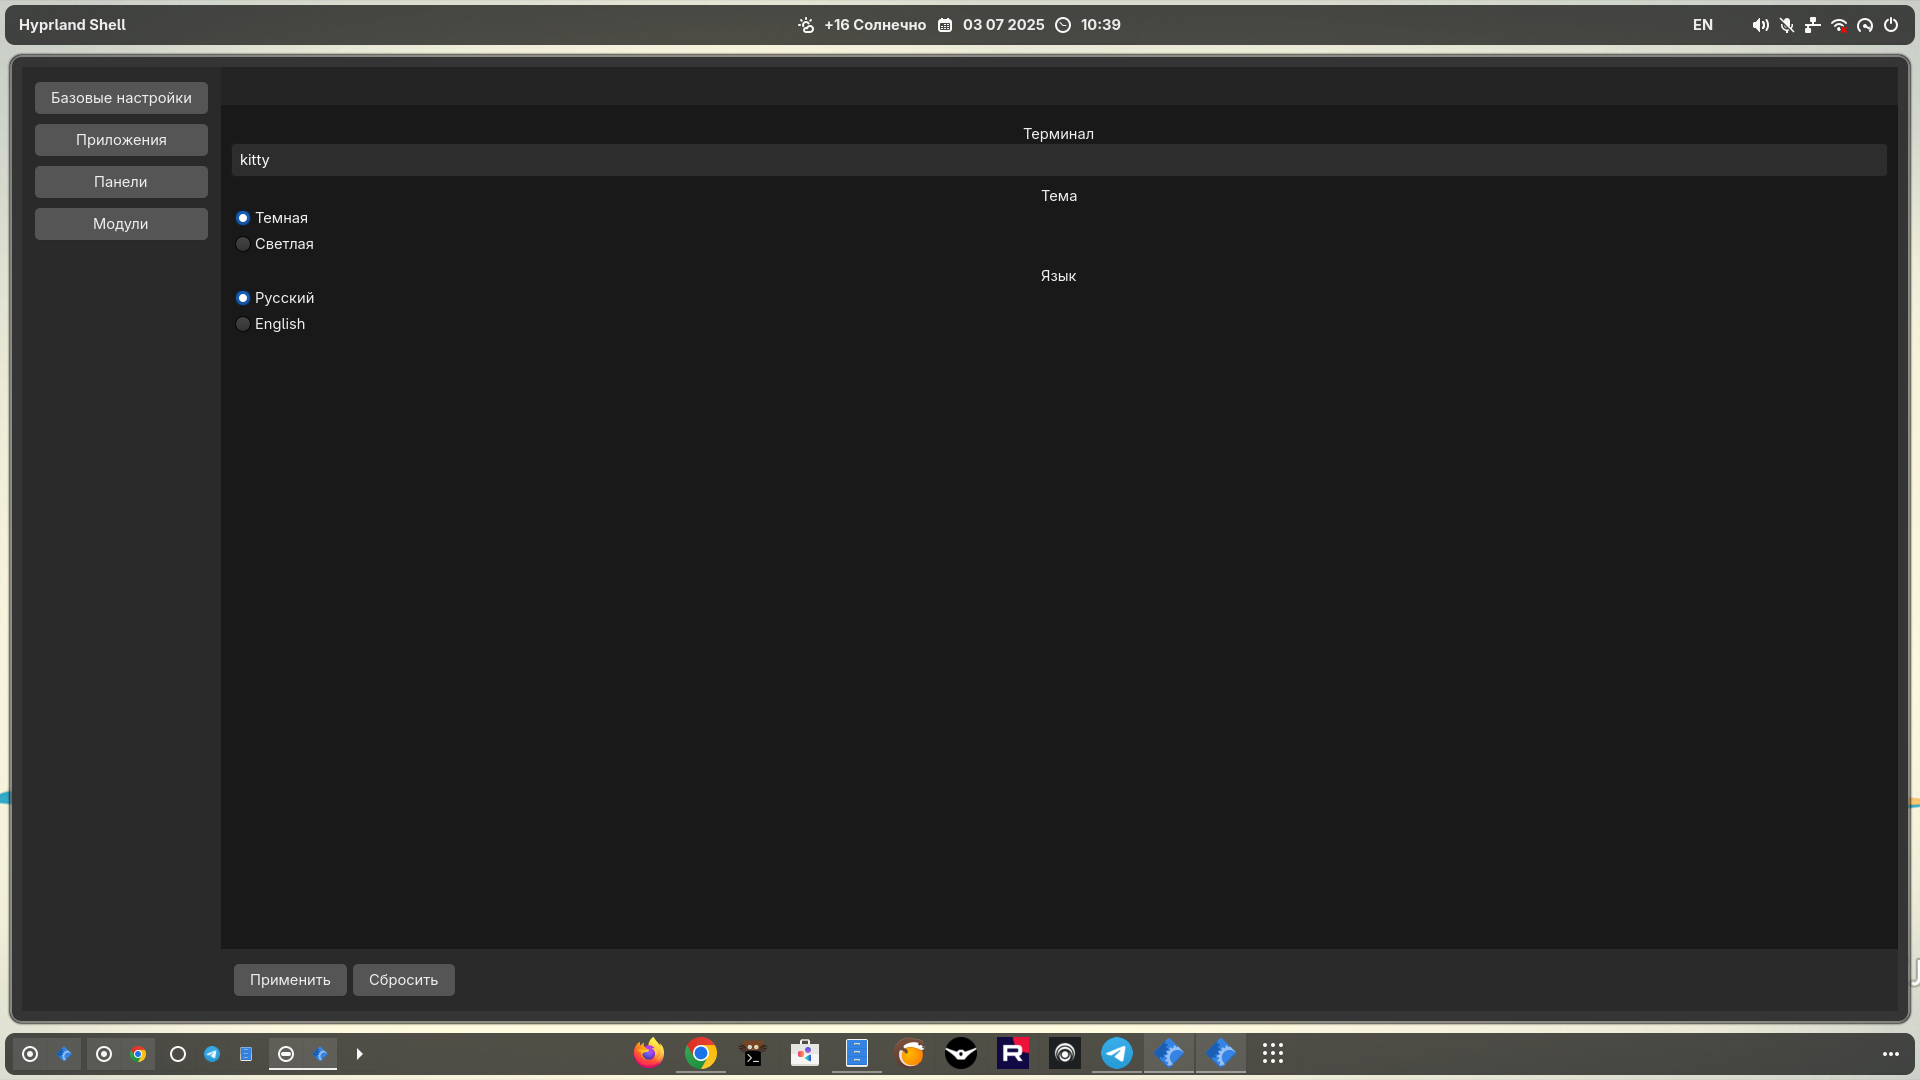 Hyprland Shell
+16 Солнечно 03 07 2025 10:39
EN
Базовые настройки
Приложения
Панели
Модули
Терминал
kitty
Тема
Темная
Светлая
Язык
Русский
English
Применить
Сбросить